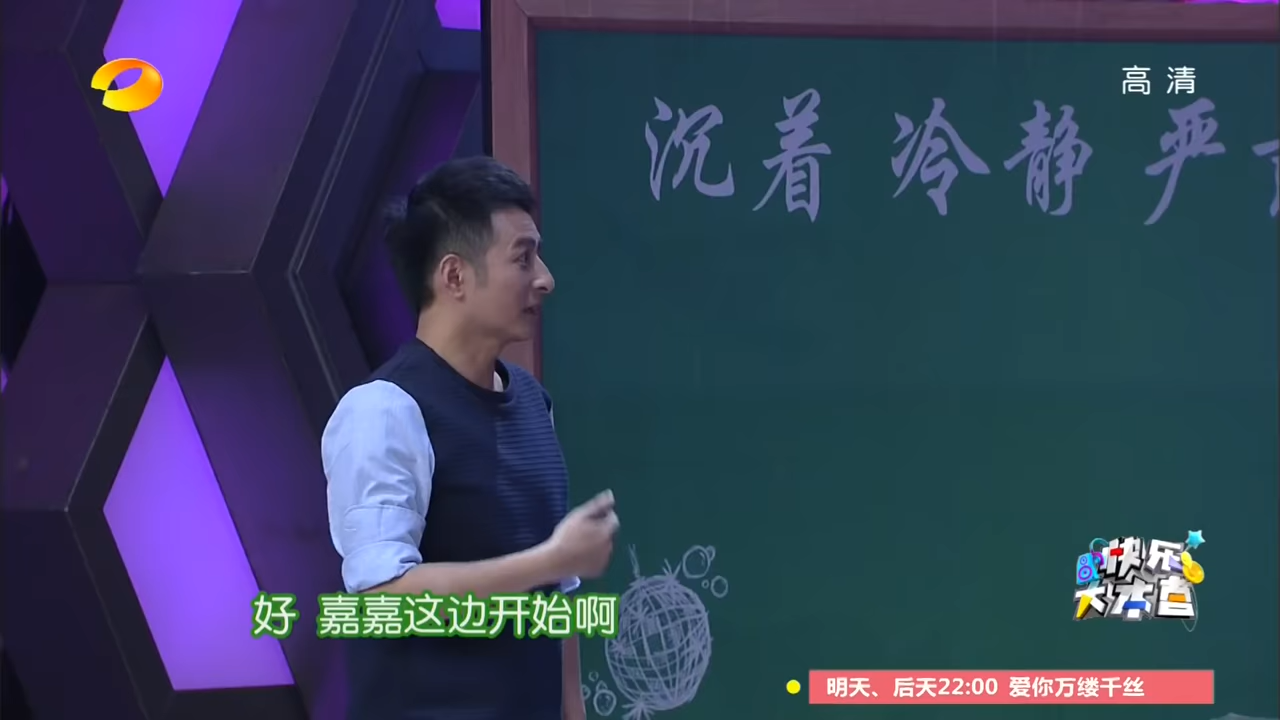 高清
沉着 冷静 严
快乐
大本营
好 嘉嘉这边开始啊
明天、后天22:00 爱你万缕千丝